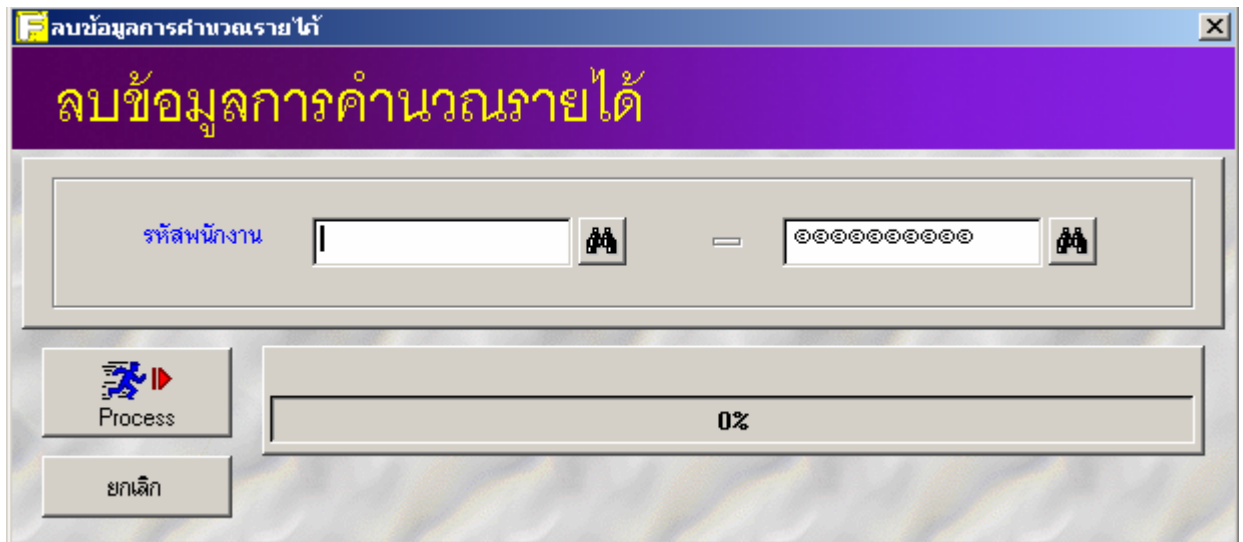 ลบข้อมูลการคำนวณรายได้
ลบข้อมูลการคำนวณรายได้
รหัสพนักงาน
๏๏๏๏๏๏๏๏๏๏
Process
0%
ยกเลิก